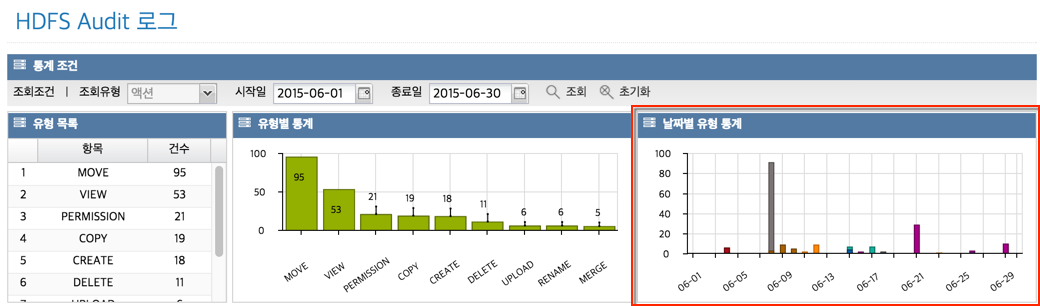 HDFS Audit 로그
통계 조건
조회조건 | 조회유형 액션 시작일 2015-06-01 종료일 2015-06-30 조회 초기화
유형 목록
항목 건수
1 MOVE 95
2 VIEW 53
3 PERMISSION 21
4 COPY 19
5 CREATE 18
6 DELETE 11
유형별 통계
100
50
0
95 53 21 19 18 11 6 6 5
MOVE VIEW PERMISSION COPY CREATE DELETE UPLOAD RENAME MERGE
날짜별 유형 통계
100
80
60
40
20
0
06-01 06-05 06-09 06-13 06-17 06-21 06-25 06-29